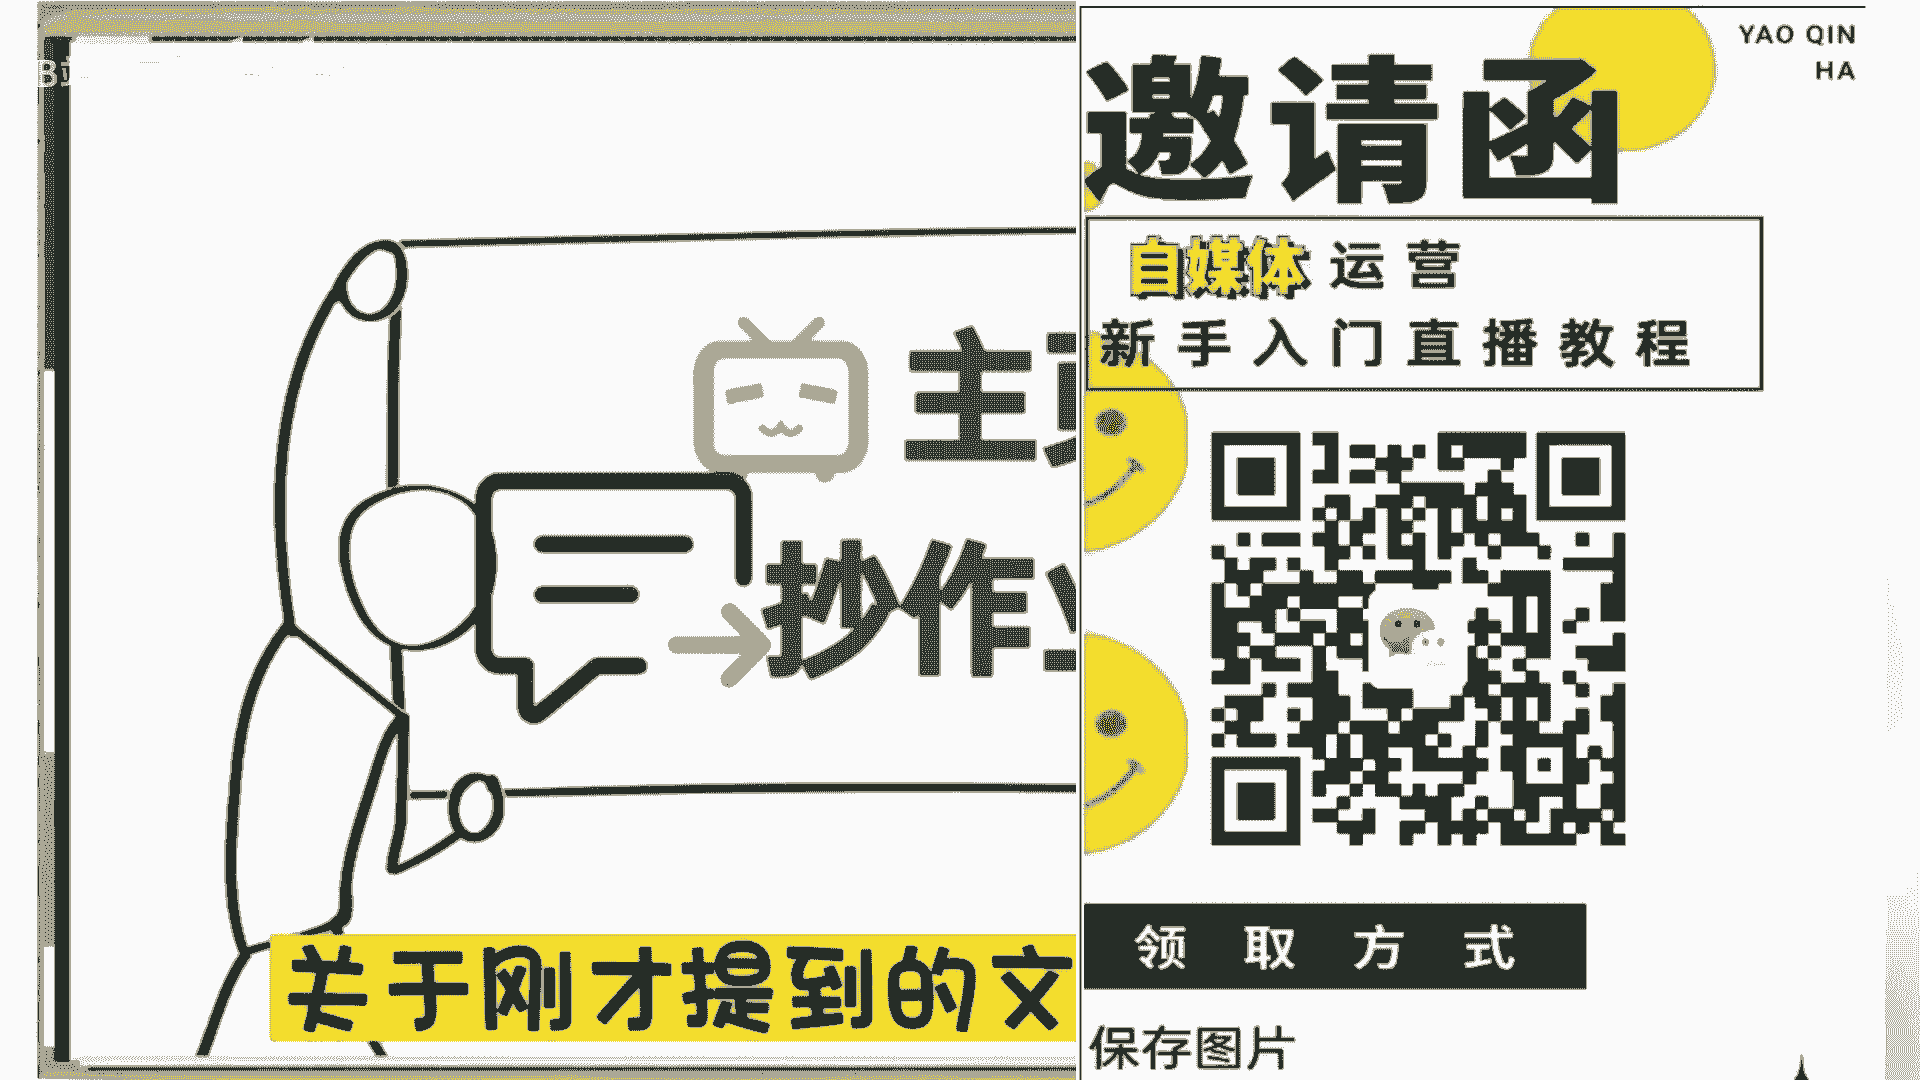 B站
主
抄作
关于刚才提到的文
YAO QIN
HA
邀请函
自媒体运营
新手入门直播教程
领取方式
保存图片